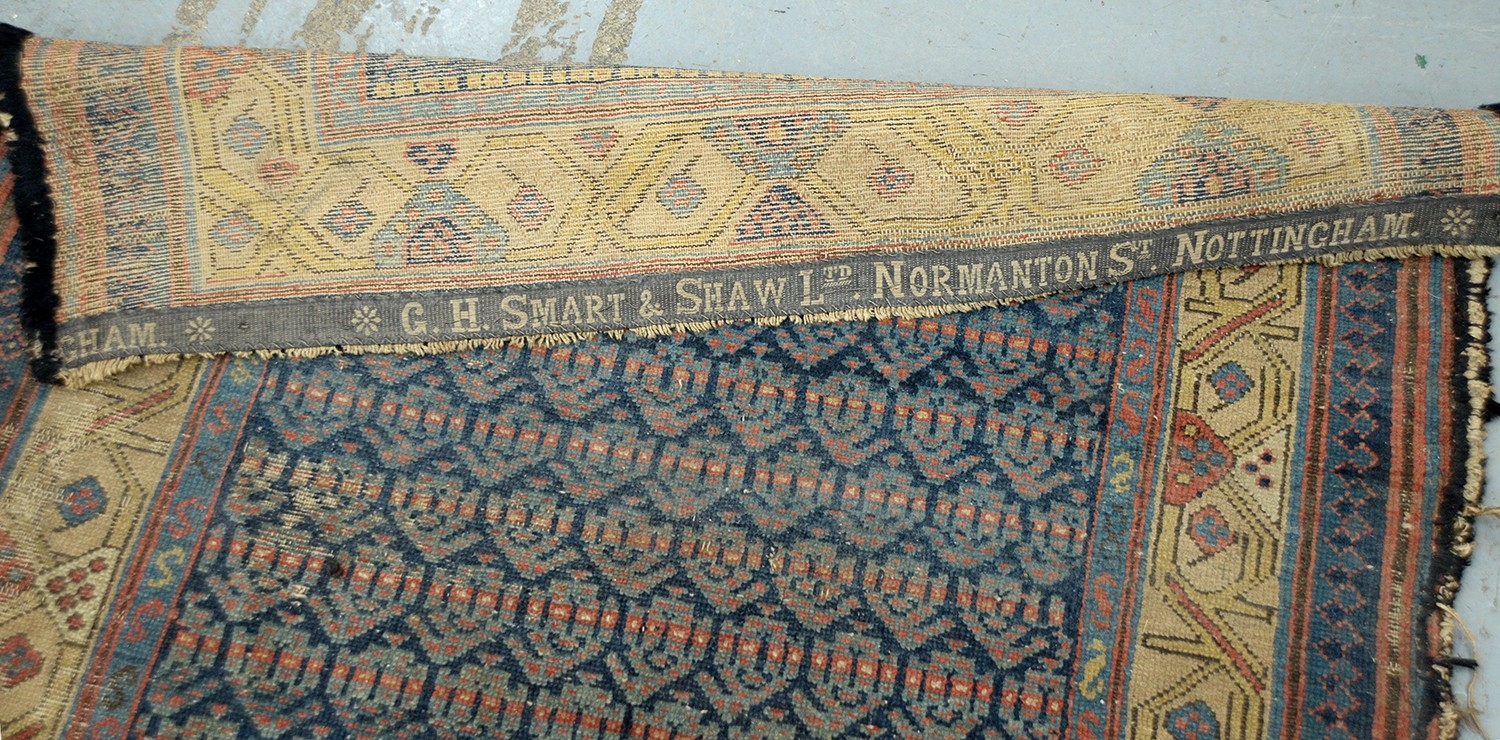 GHAM. G. H. SMART & SHAW LTD. NORMANTON ST NOTTINGHAM.